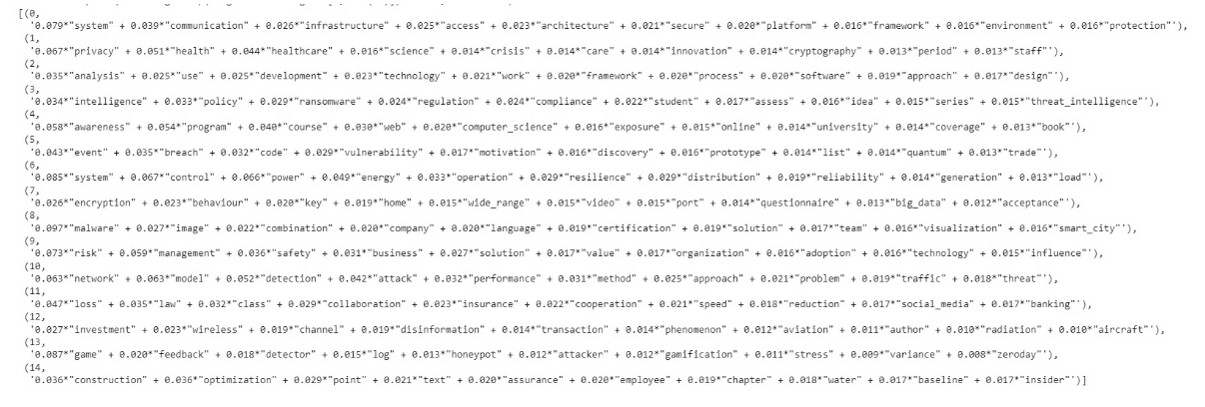 [(0,
'0.079*"system" + 0.039*"communication" + 0.026*"infrastructure" + 0.025*"access" + 0.023*"architecture" + 0.021*"secure" + 0.020*"platform" + 0.016*"framework" + 0.016*"environment" + 0.016*"protection"'),
(1,
'0.067*"privacy" + 0.051*"health" + 0.044*"healthcare" + 0.016*"science" + 0.014*"crisis" + 0.014*"care" + 0.014*"innovation" + 0.014*"cryptography" + 0.013*"period" + 0.013*"staff"'),
(2,
'0.035*"analysis" + 0.025*"use" + 0.025*"development" + 0.023*"technology" + 0.021*"work" + 0.020*"framework" + 0.020*"process" + 0.020*"software" + 0.019*"approach" + 0.017*"design"'),
(3,
'0.034*"intelligence" + 0.033*"policy" + 0.029*"ransomware" + 0.024*"regulation" + 0.024*"compliance" + 0.022*"student" + 0.017*"assess" + 0.016*"idea" + 0.015*"series" + 0.015*"threat_intelligence"'),
(4,
'0.058*"awareness" + 0.054*"program" + 0.040*"course" + 0.030*"web" + 0.020*"computer_science" + 0.016*"exposure" + 0.015*"online" + 0.014*"university" + 0.014*"coverage" + 0.013*"book"'),
(5,
'0.043*"event" + 0.035*"breach" + 0.032*"code" + 0.029*"vulnerability" + 0.017*"motivation" + 0.016*"discovery" + 0.016*"prototype" + 0.014*"list" + 0.014*"quantum" + 0.013*"trade"'),
(6,
'0.085*"system" + 0.067*"control" + 0.066*"power" + 0.049*"energy" + 0.033*"operation" + 0.029*"resilience" + 0.029*"distribution" + 0.019*"reliability" + 0.014*"generation" + 0.013*"load"'),
(7,
'0.026*"encryption" + 0.023*"behaviour" + 0.020*"key" + 0.019*"home" + 0.015*"wide_range" + 0.015*"video" + 0.015*"port" + 0.014*"questionnaire" + 0.013*"big_data" + 0.012*"acceptance"'),
(8,
'0.097*"malware" + 0.027*"image" + 0.022*"combination" + 0.020*"company" + 0.020*"language" + 0.019*"certification" + 0.019*"solution" + 0.017*"team" + 0.016*"visualization" + 0.016*"smart_city"'),
(9,
'0.073*"risk" + 0.059*"management" + 0.036*"safety" + 0.031*"business" + 0.027*"solution" + 0.017*"value" + 0.017*"organization" + 0.016*"adoption" + 0.016*"technology" + 0.015*"influence"'),
(10,
'0.063*"network" + 0.063*"model" + 0.052*"detection" + 0.042*"attack" + 0.032*"performance" + 0.031*"method" + 0.025*"approach" + 0.021*"problem" + 0.019*"traffic" + 0.018*"threat"'),
(11,
'0.047*"loss" + 0.035*"law" + 0.032*"class" + 0.029*"collaboration" + 0.023*"insurance" + 0.022*"cooperation" + 0.021*"speed" + 0.018*"reduction" + 0.017*"social_media" + 0.017*"banking"'),
(12,
'0.027*"investment" + 0.023*"wireless" + 0.019*"channel" + 0.019*"disinformation" + 0.014*"transaction" + 0.014*"phenomenon" + 0.012*"aviation" + 0.011*"author" + 0.010*"radiation" + 0.010*"aircraft"'),
(13,
'0.087*"game" + 0.020*"feedback" + 0.018*"detector" + 0.015*"log" + 0.013*"honeypot" + 0.012*"attacker" + 0.012*"gamification" + 0.011*"stress" + 0.009*"variance" + 0.008*"zeroday"'),
(14,
'0.036*"construction" + 0.036*"optimization" + 0.029*"point" + 0.021*"text" + 0.020*"assurance" + 0.020*"employee" + 0.019*"chapter" + 0.018*"water" + 0.017*"baseline" + 0.017*"insider"')]